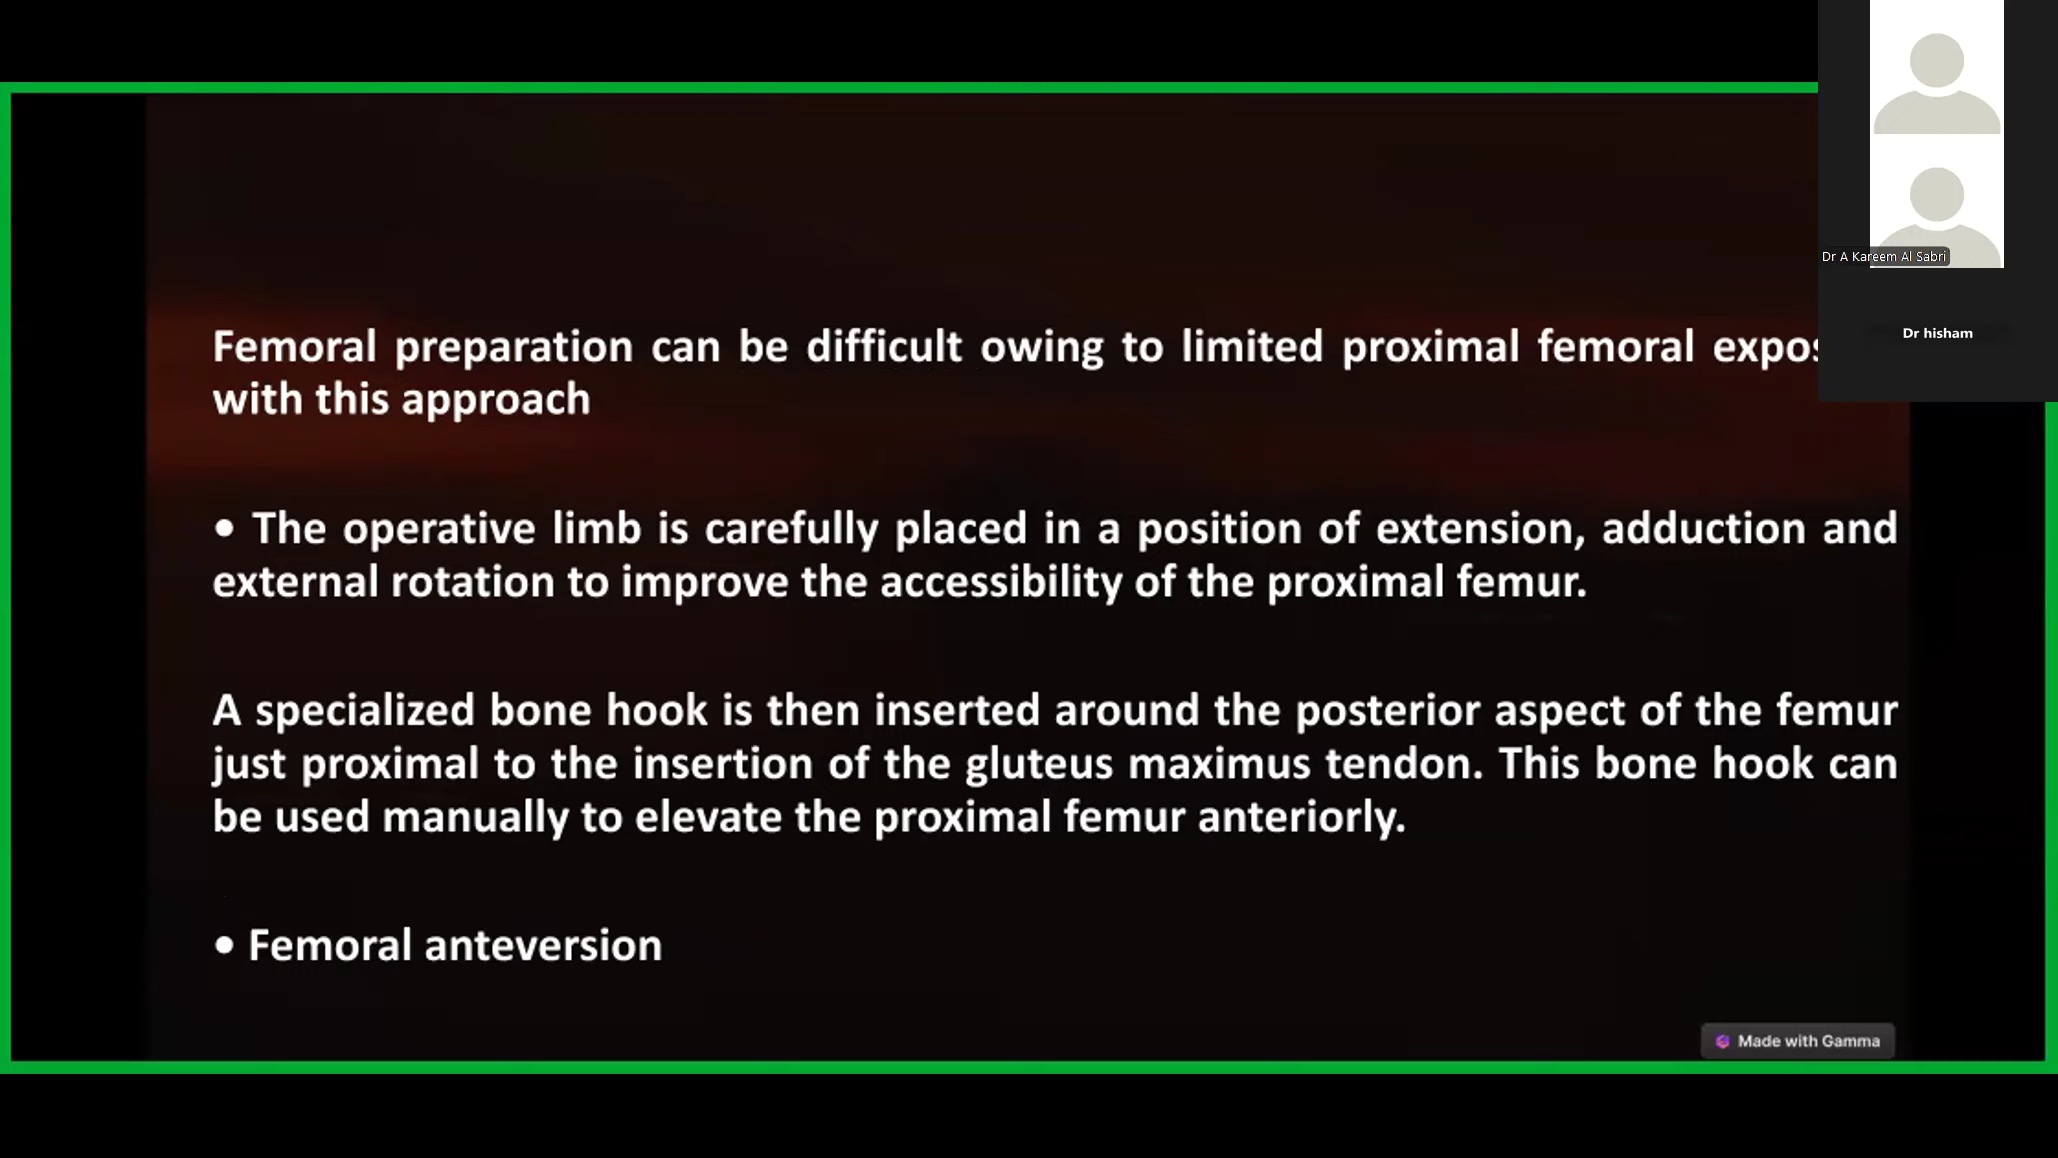 Femoral preparation can be difficult owing to limited proximal femoral
with this approach
• The operative limb is carefully placed in a position of extension, adduction and
external rotation to improve the accessibility of the proximal femur.
A specialized bone hook is then inserted around the posterior aspect of the femur
just proximal to the insertion of the gluteus maximus tendon. This bone hook can
be used manually to elevate the proximal femur anteriorly.
• Femoral anteversion
Made with Gamma
Dr A Kareem Al Sabri
Dr hisham